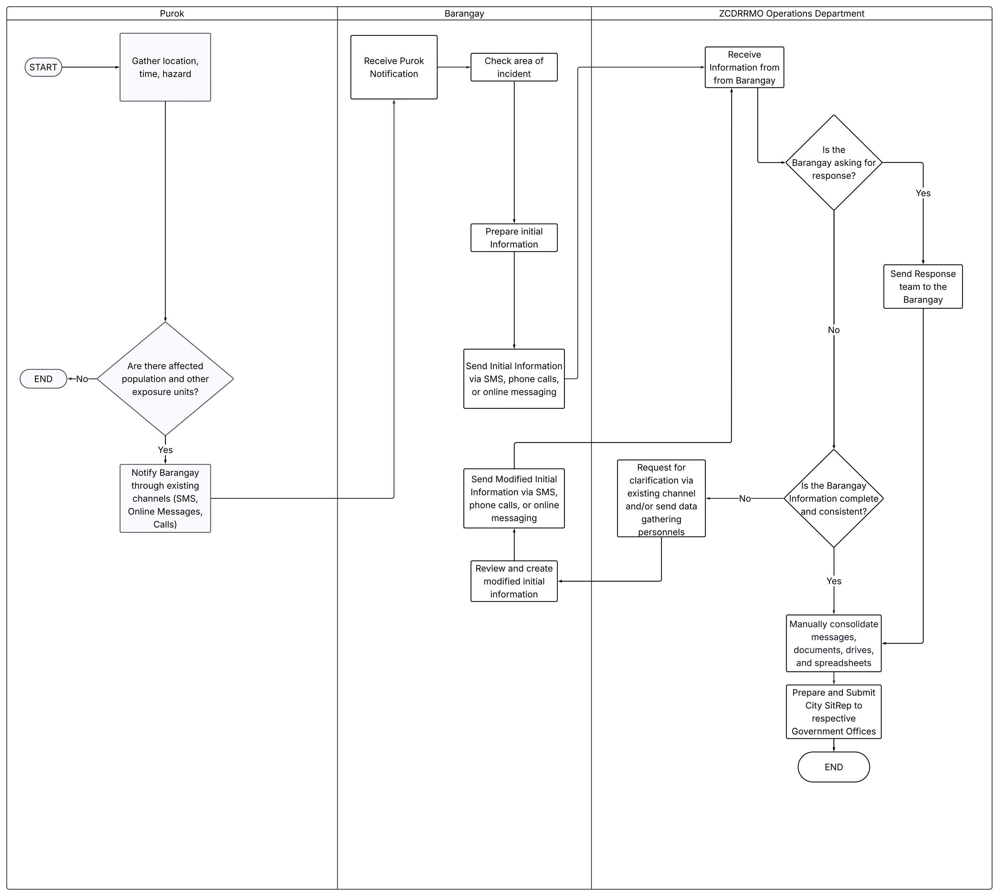 Purok
Barangay
ZCDRRMO Operations Department
START
Gather location,
time, hazard
Are there affected
population and other
exposure units?
No
END
Yes
Notify Barangay
through existing
channels (SMS,
Online Messages,
Calls)
Receive Purok
Notification
Check area of
incident
Prepare initial
Information
Send Initial Information
via SMS, phone calls,
or online messaging
Send Modified Initial
Information via SMS,
phone calls, or online
messaging
Review and create
modified initial
information
Receive
Information from
from Barangay
Is the
Barangay asking for
response?
Yes
Send Response
team to the
Barangay
No
Is the Barangay
Information complete
and consistent?
No
Request for
clarification via
existing channel
and/or send data
gathering
personnels
Yes
Manually consolidate
messages,
documents, drives,
and spreadsheets
Prepare and Submit
City SitRep to
respective
Government Offices
END